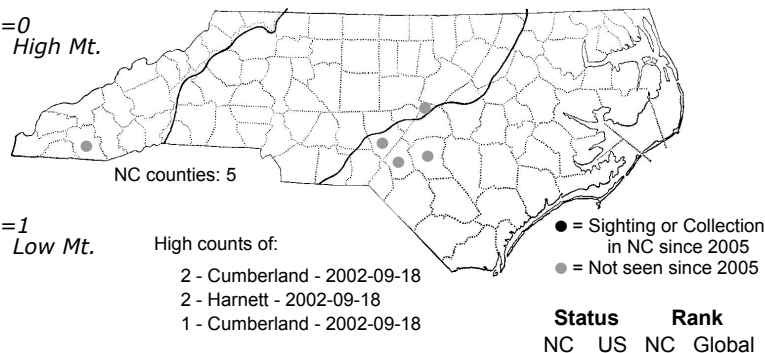 =0
High Mt.
NC counties: 5
=1
Low Mt.
High counts of:
2 - Cumberland - 2002-09-18
2 - Harnett - 2002-09-18
1 - Cumberland - 2002-09-18
● = Sighting or Collection
in NC since 2005
● = Not seen since 2005
Status Rank
NC US NC Global